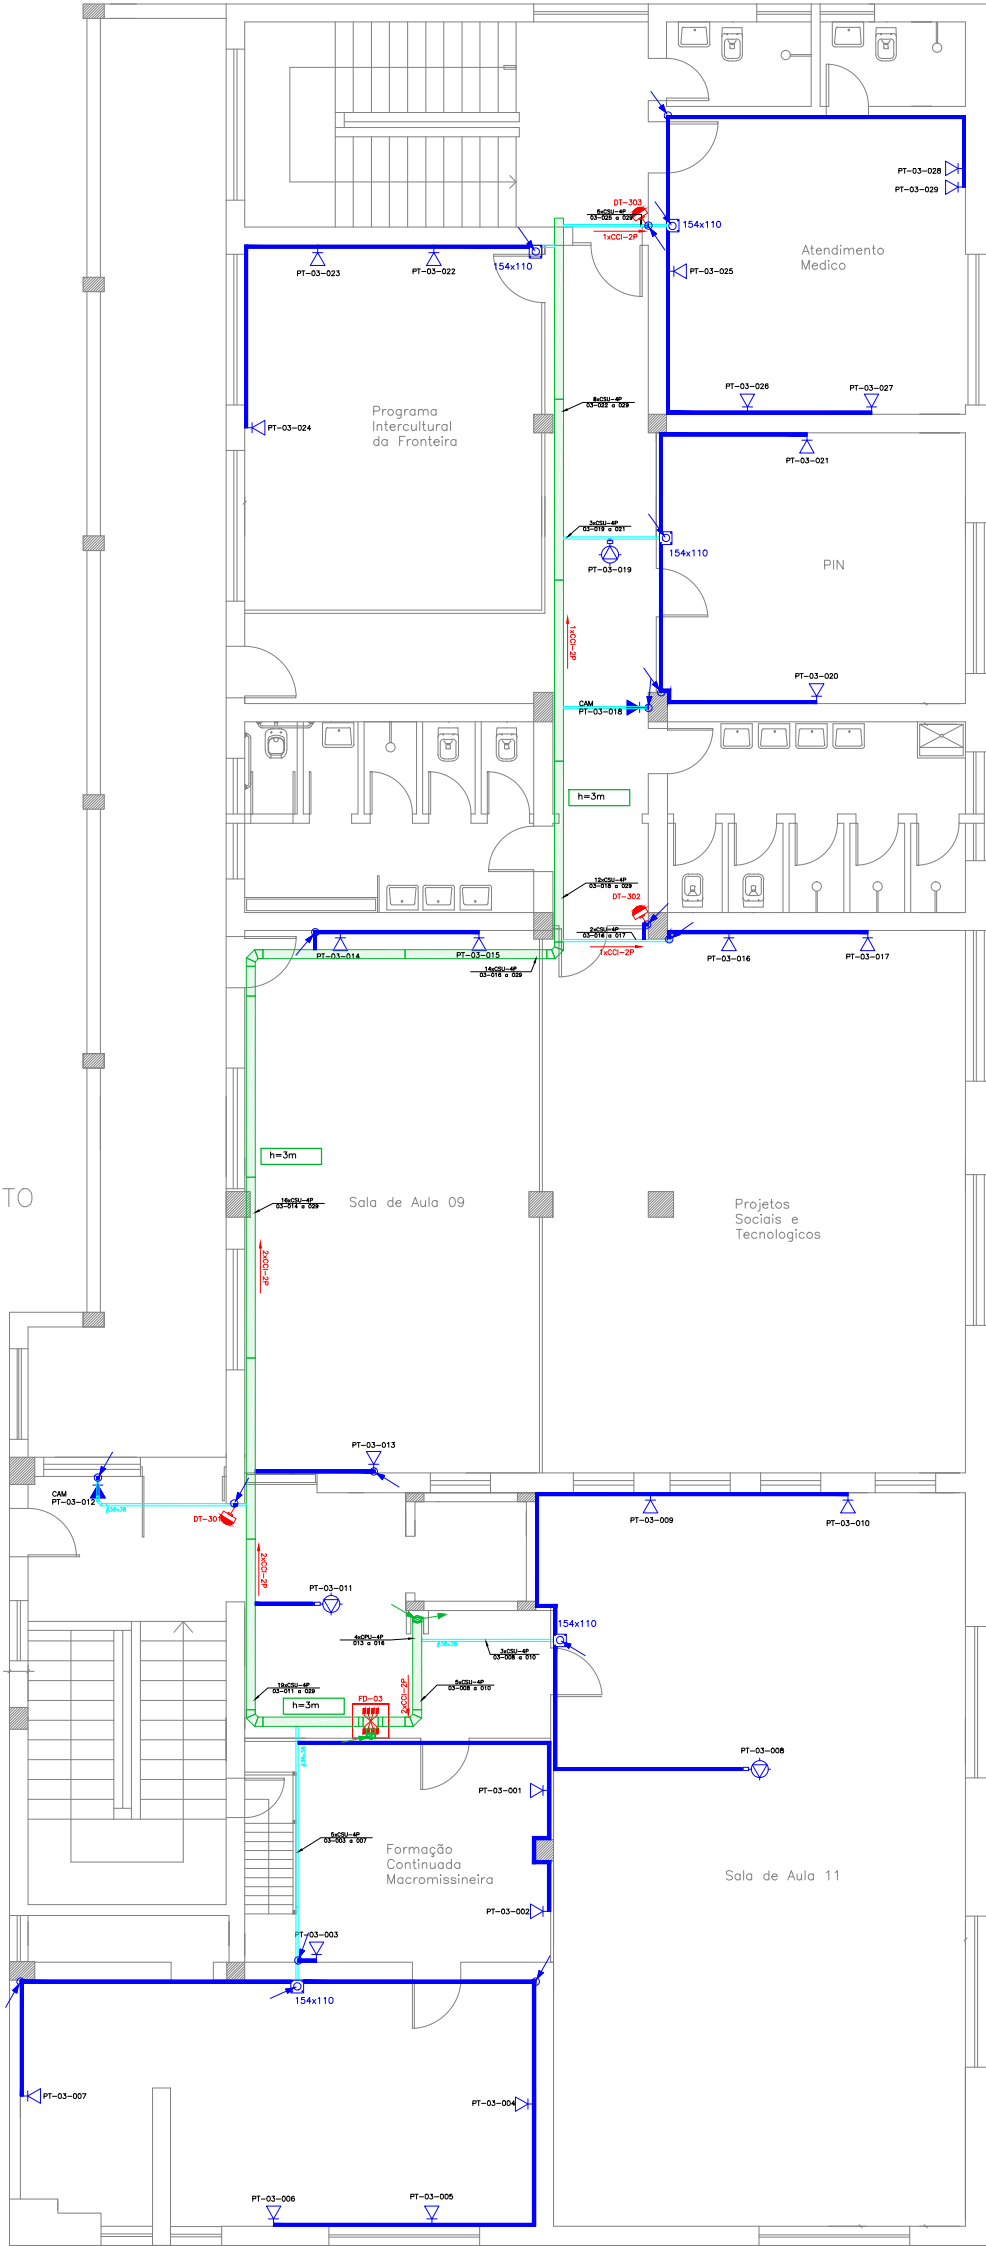 PT-03-028
PT-03-029
DT-303
5xCSU-4P
03-025 a 029
154x110
1xCCI-2P
Atendimento
Medico
154x110
PT-03-023
PT-03-022
PT-03-025
PT-03-026
PT-03-027
8xCSU-4P
03-022 a 029
Programa
Intercultural
da Fronteira
PT-03-024
PT-03-021
3xCSU-4P
03-019 a 021
154x110
PT-03-019
PIN
1xCCI-2P
PT-03-020
CAM
PT-03-018
h=3m
12xCSU-4P
03-018 a 029
DT-302
2xCSU-4P
03-016 a 017
1xCCI-2P
PT-03-014
PT-03-015
PT-03-016
PT-03-017
14xCSU-4P
03-016 a 029
h=3m
TO
16xCSU-4P
03-014 a 029
Sala de Aula 09
Projetos
Sociais e
Tecnologicos
2xCCI-2P
PT-03-013
CAM
PT-03-012
DT-301
PT-03-009
PT-03-010
2xCCI-2P
PT-03-011
154x110
4xCPU-4P
013 a 016
3xCSU-4P
03-008 a 010
19xCSU-4P
03-011 a 029
5xCSU-4P
03-008 a 010
2xCCI-2P
h=3m
FD-03
PT-03-008
PT-03-001
5xCSU-4P
03-003 a 007
Formação
Continuada
Macromissineira
Sala de Aula 11
PT-03-002
PT-03-003
154x110
PT-03-007
PT-03-004
PT-03-006
PT-03-005